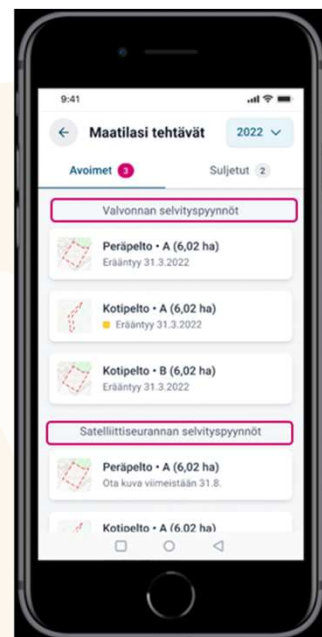 9:41
Maatilasi tehtävät
2022
Avoimet 3
Suljetut 2
Valvonnan selvityspyynnöt
Peräpelto • A (6,02 ha)
Erääntyy 31.3.2022
Kotipelto • A (6,02 ha)
Erääntyy 31.3.2022
Kotipelto • B (6,02 ha)
Erääntyy 31.3.2022
Satelliittiseurannan selvityspyynnöt
Peräpelto • A (6,02 ha)
Ota kuva viimeistään 31.8.
Kotipelto • A (6,02 ha)